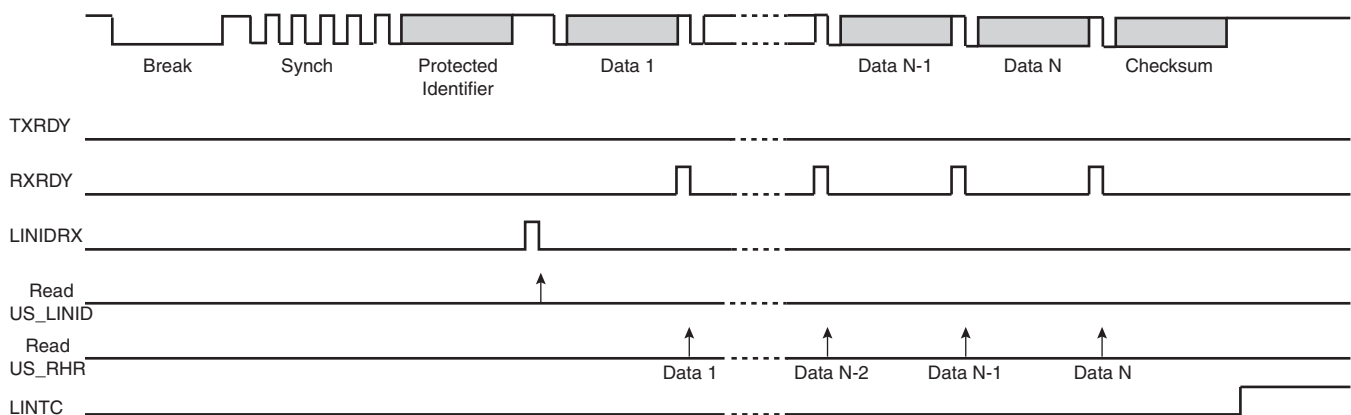 Break Synch Protected Data 1 Data N-1 Data N Checksum
Identifier
TXRDY
RXRDY
LINIDRX
Read
US_LINID
Read
US_RHR
Data 1 Data N-2 Data N-1 Data N
LINTC